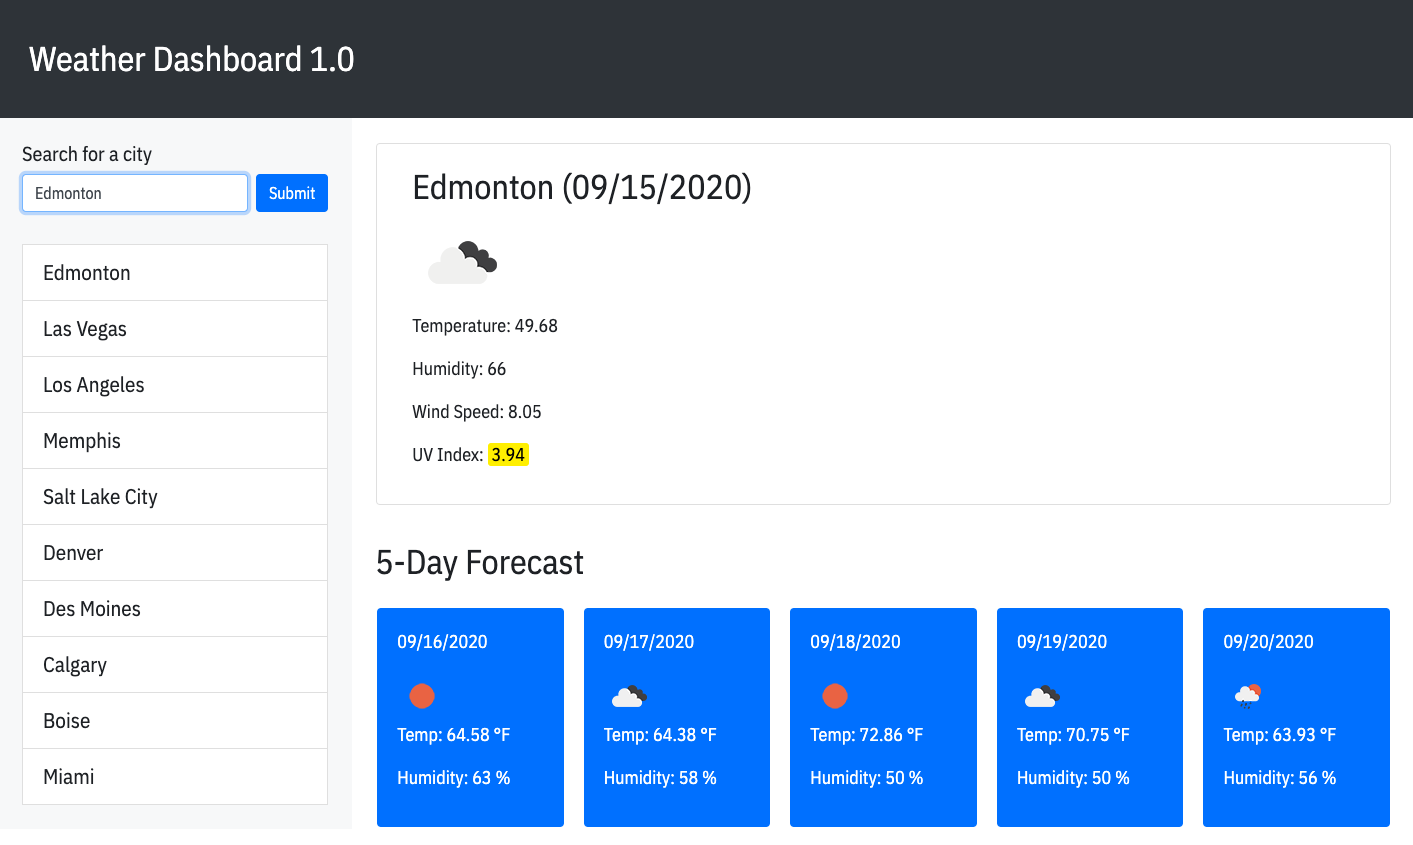 Weather Dashboard 1.0
Search for a city
Edmonton
Submit
Edmonton
Las Vegas
Los Angeles
Memphis
Salt Lake City
Denver
Des Moines
Calgary
Boise
Miami
Edmonton (09/15/2020)
Temperature: 49.68
Humidity: 66
Wind Speed: 8.05
UV Index: 3.94
5-Day Forecast
09/16/2020
Temp: 64.58 °F
Humidity: 63 %
09/17/2020
Temp: 64.38 °F
Humidity: 58 %
09/18/2020
Temp: 72.86 °F
Humidity: 50 %
09/19/2020
Temp: 70.75 °F
Humidity: 50 %
09/20/2020
Temp: 63.93 °F
Humidity: 56 %